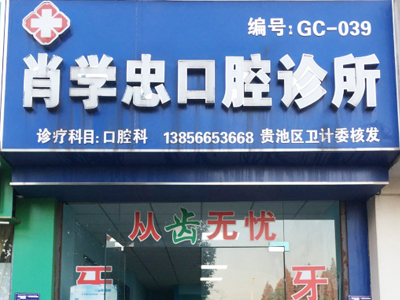 编号:GC-039
肖学忠口腔诊所
诊疗科目:口腔科 13856653668 贵池区卫计委核发
从齿无忧
牙